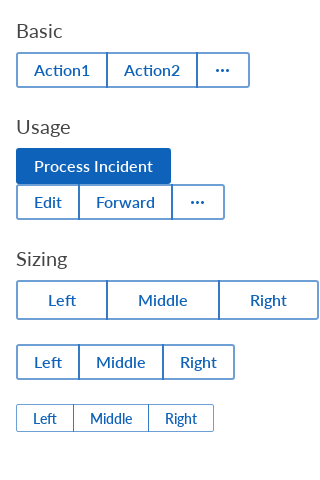 Basic
Action1 Action2 ...
Usage
Process Incident
Edit Forward ...
Sizing
Left Middle Right
Left Middle Right
Left Middle Right